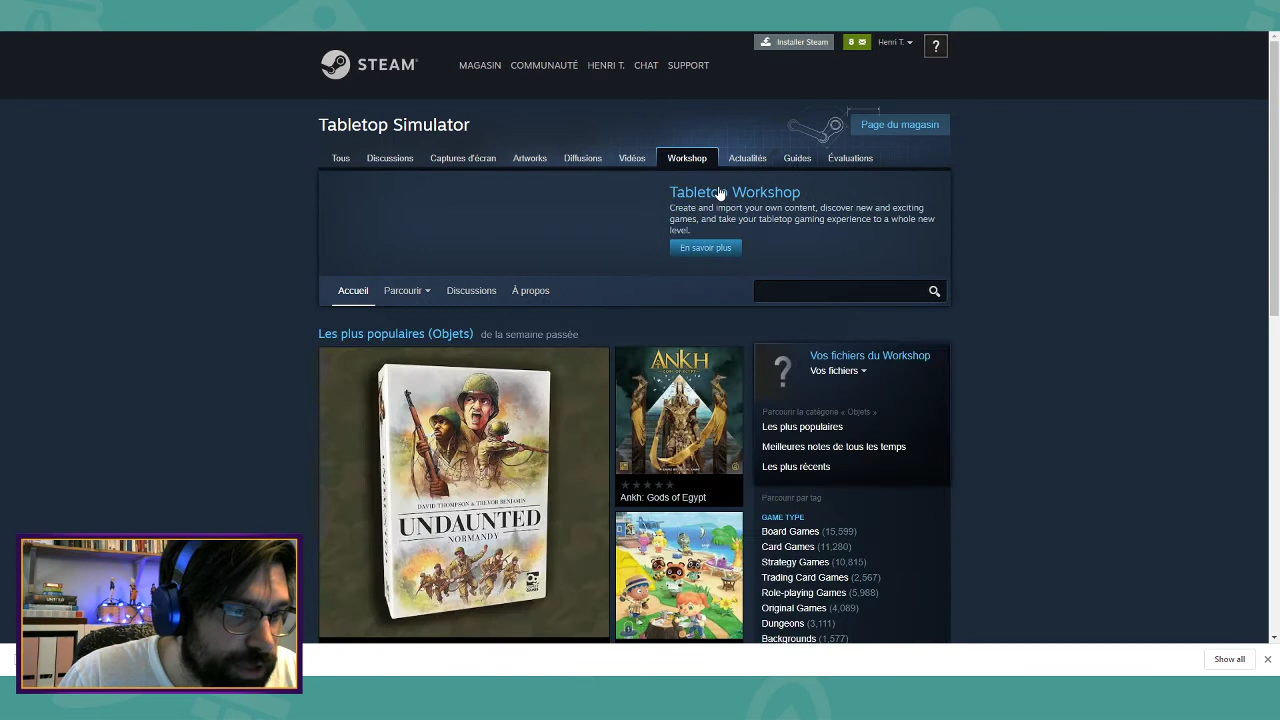 Installer Steam
8
Henri T.
?
STEAM®
MAGASIN COMMUNAUTÉ HENRI T. CHAT SUPPORT
Tabletop Simulator
Page du magasin
Tous Discussions Captures d'écran Artworks Diffusions Vidéos Workshop Actualités Guides Évaluations
Tabletop Workshop
Create and import your own content, discover new and exciting
games, and take your tabletop gaming experience to a whole new
level.
En savoir plus
Accueil Parcourir Discussions À propos
Les plus populaires (Objets) de la semaine passée
ANKH
GODS OF EGYPT
Ankh: Gods of Egypt
DAVID THOMPSON & TREVOR BENJAMIN
UNDAUNTED
NORMANDY
?
Vos fichiers du Workshop
Vos fichiers
Parcourir la catégorie « Objets »
Les plus populaires
Meilleures notes de tous les temps
Les plus récents
Parcourir par tag
GAME TYPE
Board Games (15,599)
Card Games (11,280)
Strategy Games (10,815)
Trading Card Games (2,567)
Role-playing Games (5,988)
Original Games (4,089)
Dungeons (3,111)
Backgrounds (1,577)
Show all